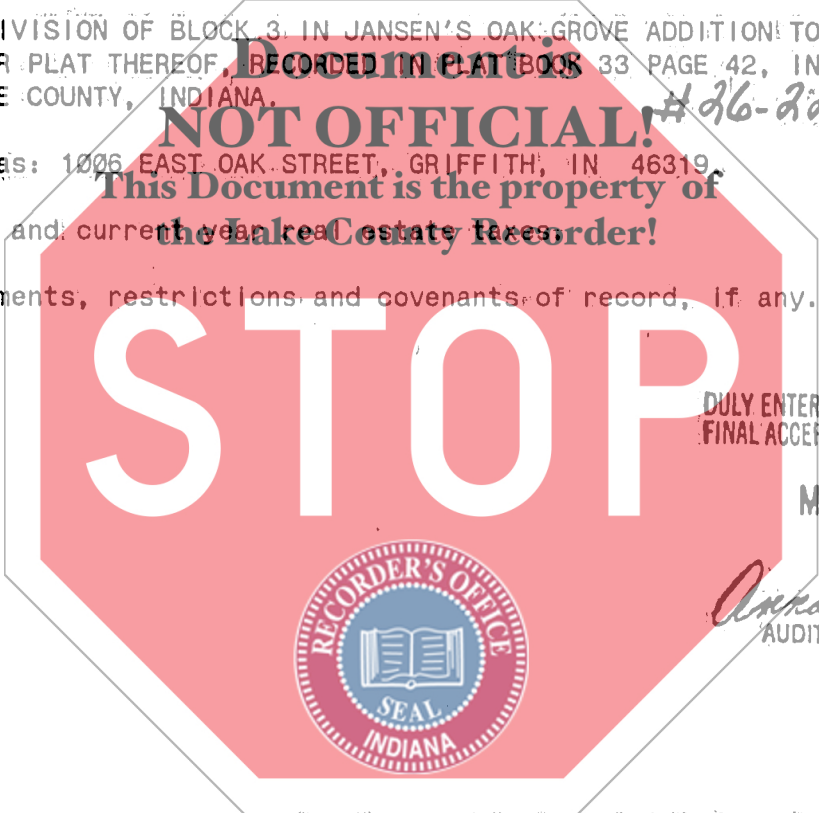 IVISION OF BLOCK 3, IN JANSEN'S OAK GROVE ADDITION TO
Document is
R PLAT THEREOF, RECORDED IN PLAT BOOK 33 PAGE 42, IN
E COUNTY, INDIANA.
NOT OFFICIAL!
# 26-22
as: 1006 EAST OAK STREET, GRIFFITH, IN 46319
This Document is the property of
and current year real estate taxes.
the Lake County Recorder!
ments, restrictions and covenants of record, if any.
STOP
DULY ENTER
FINAL ACCEP
M
RECORDER'S OFFICE
SEAL
INDIANA
AUDIT